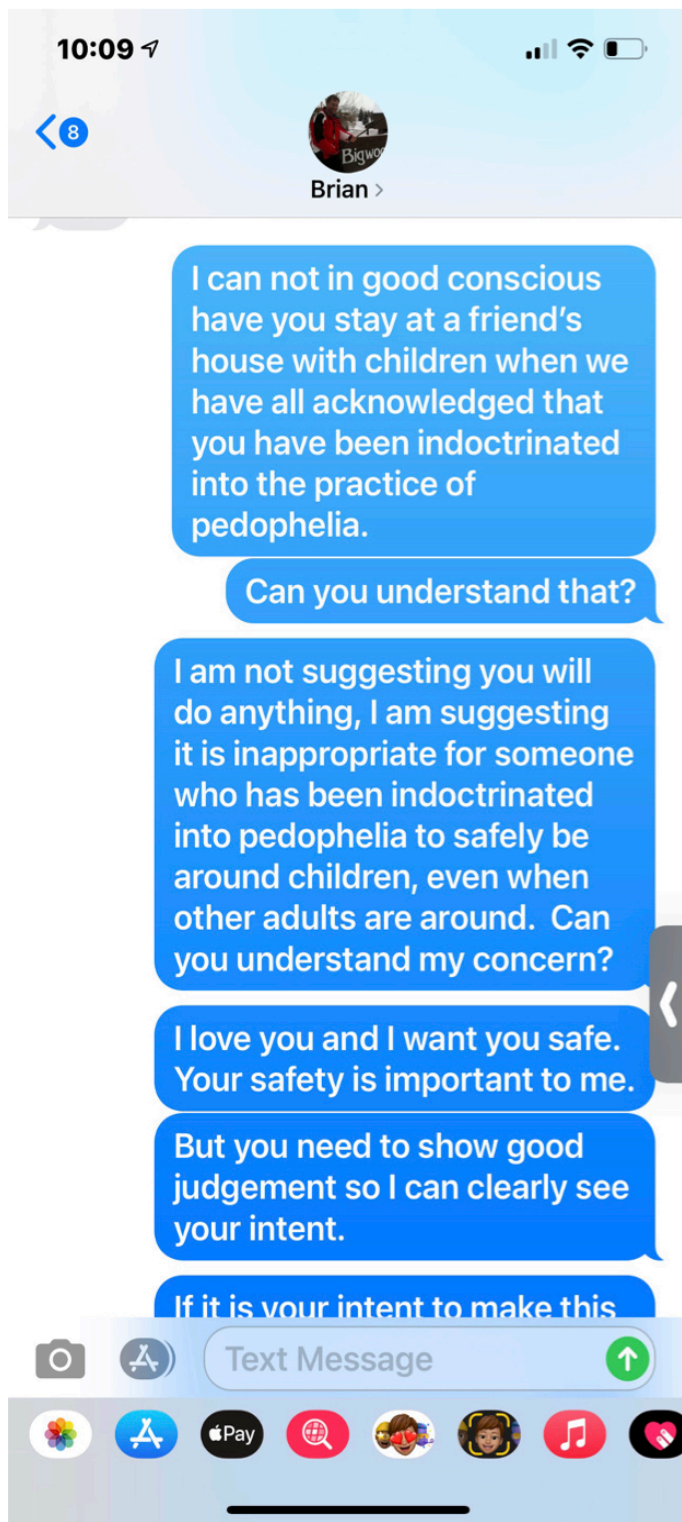 10:09
8
Bigwoo
Brian >
I can not in good conscious
have you stay at a friend’s
house with children when we
have all acknowledged that
you have been indoctrinated
into the practice of
pedophelia.
Can you understand that?
I am not suggesting you will
do anything, I am suggesting
it is inappropriate for someone
who has been indoctrinated
into pedophelia to safely be
around children, even when
other adults are around.  Can
you understand my concern?
I love you and I want you safe.
Your safety is important to me.
But you need to show good
judgement so I can clearly see
your intent.
If it is your intent to make this
Text Message
Pay